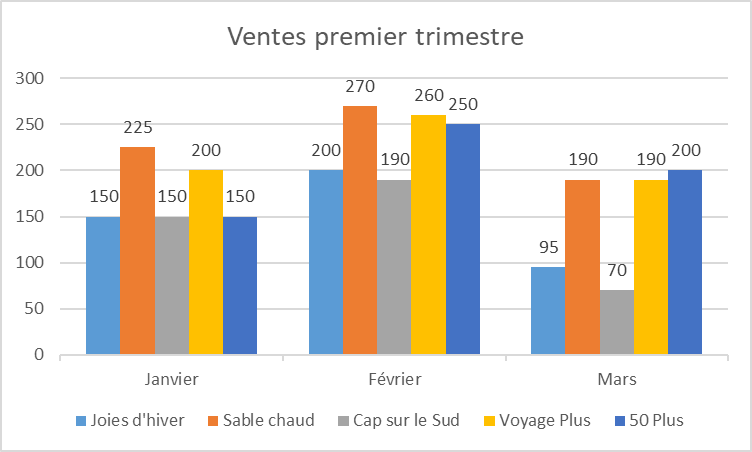 Ventes premier trimestre
300
250
200
150
100
50
0
150
225
150
200
150
200
270
190
260
250
95
190
70
190
200
Janvier
Février
Mars
Joies d'hiver
Sable chaud
Cap sur le Sud
Voyage Plus
50 Plus